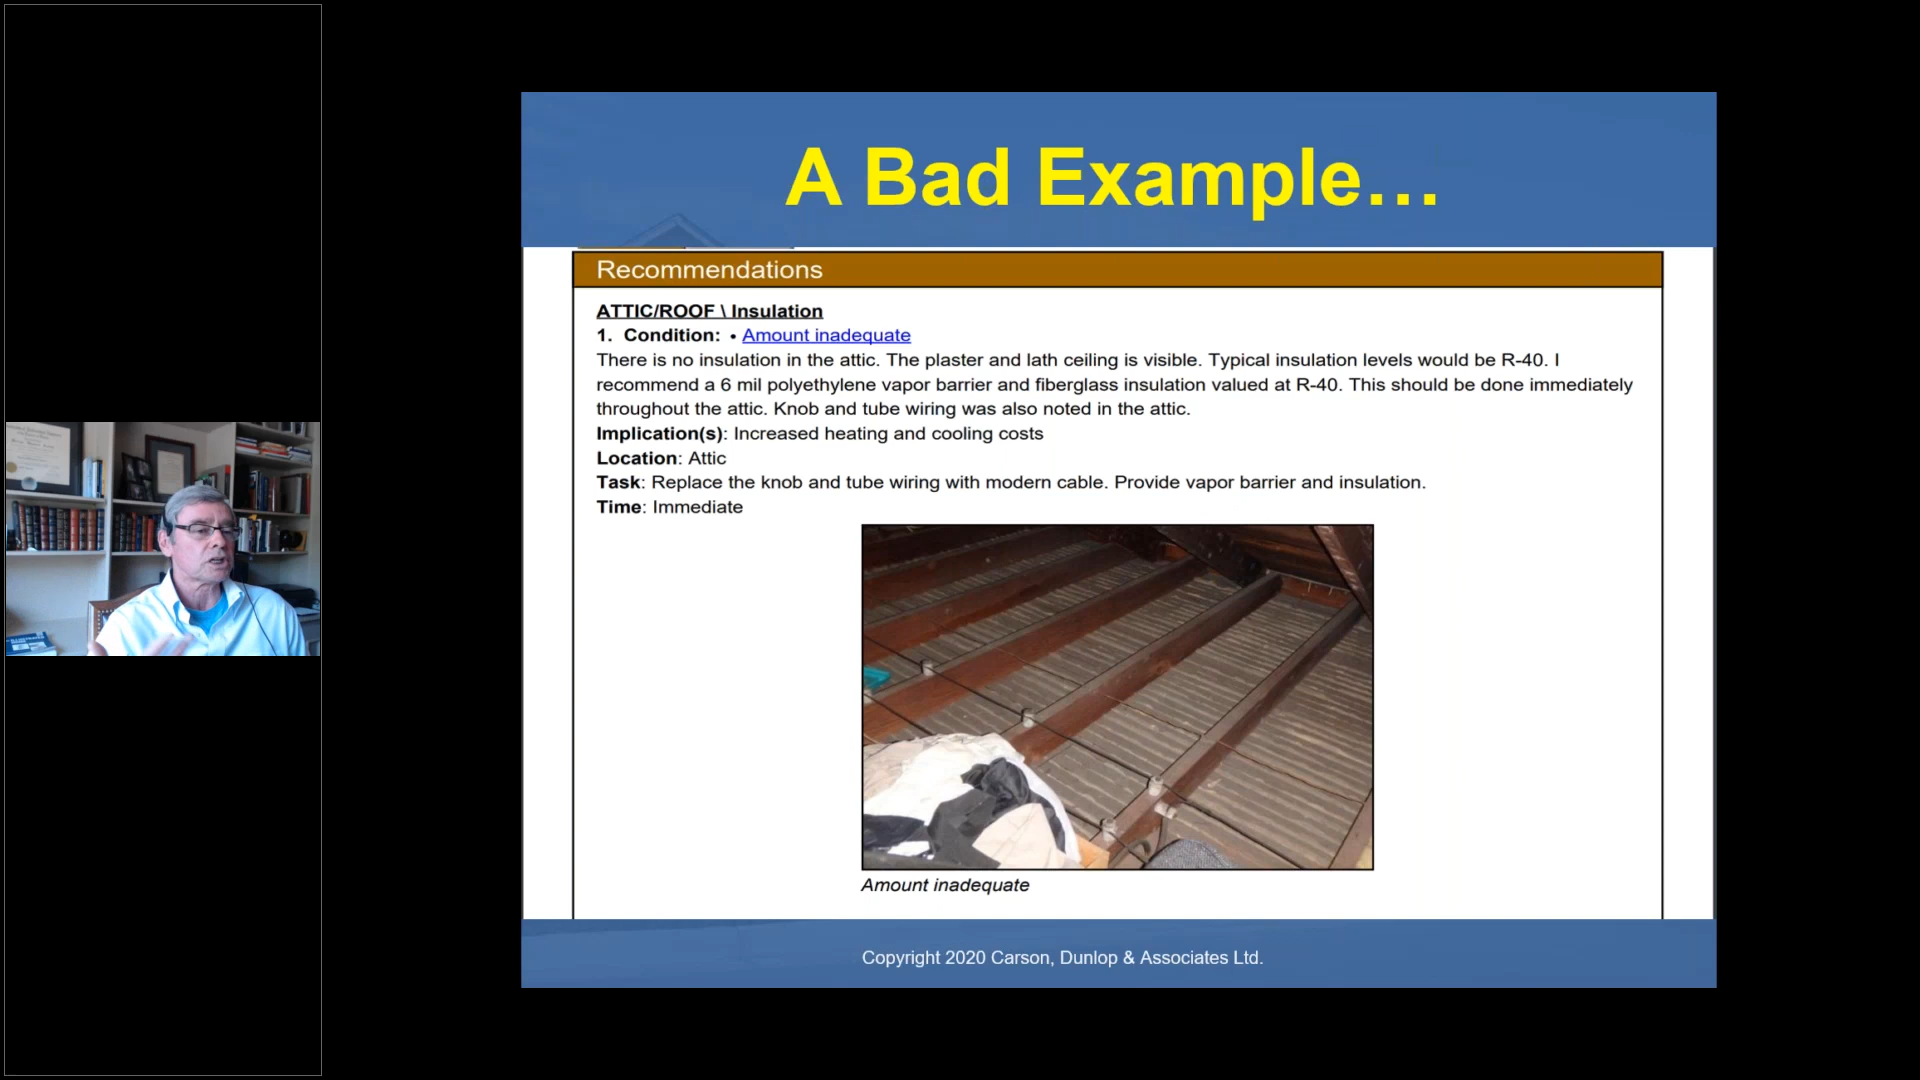 A Bad Example…
Recommendations
ATTIC/ROOF \ Insulation
1. Condition: • Amount inadequate
There is no insulation in the attic. The plaster and lath ceiling is visible. Typical insulation levels would be R-40. I
recommend a 6 mil polyethylene vapor barrier and fiberglass insulation valued at R-40. This should be done immediately
throughout the attic. Knob and tube wiring was also noted in the attic.
Implication(s): Increased heating and cooling costs
Location: Attic
Task: Replace the knob and tube wiring with modern cable. Provide vapor barrier and insulation.
Time: Immediate
Amount inadequate
Copyright 2020 Carson, Dunlop & Associates Ltd.